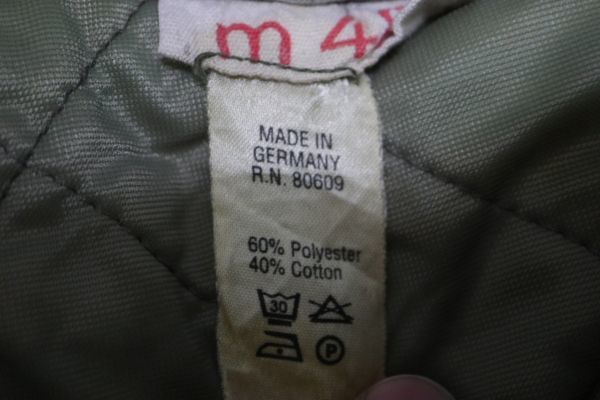 m 4
MADE IN
GERMANY
R.N. 80609
60% Polyester
40% Cotton
30
P